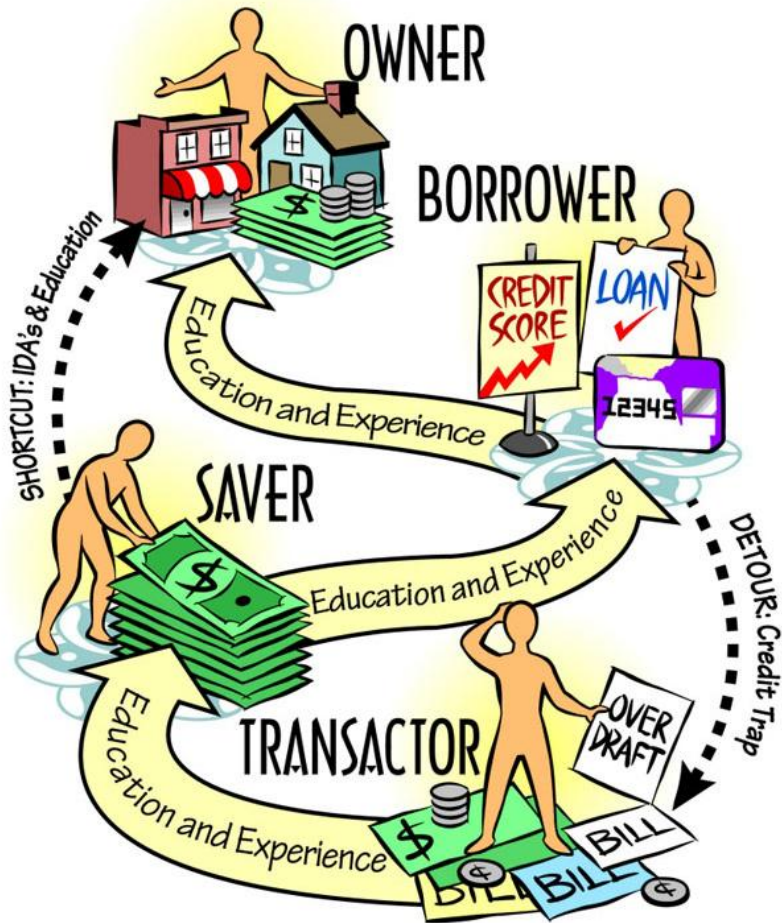 OWNER
$
BORROWER
CREDIT
SCORE
LOAN
12345
SHORTCUT: IDA's & Education
Education and Experience
SAVER
$
Education and Experience
DETOUR: Credit Trap
TRANSACTOR
OVER
DRAFT
Education and Experience
$
BILL
BILL
BILL